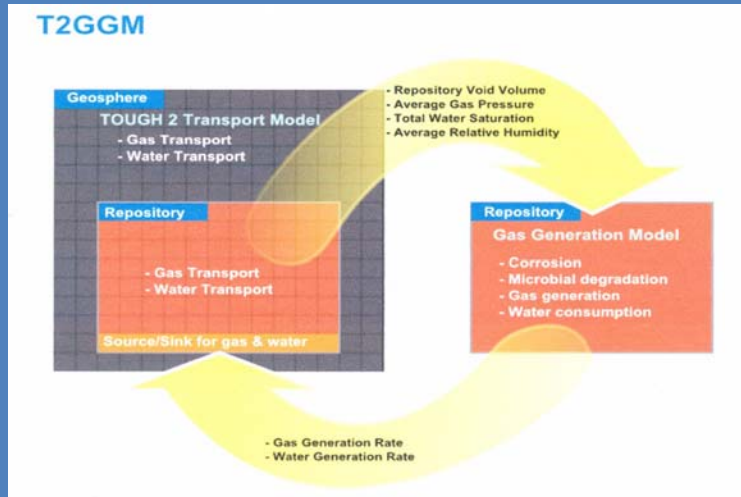 T2GGM
Geosphere
TOUGH 2 Transport Model
- Gas Transport
- Water Transport
Repository
- Gas Transport
- Water Transport
Source/Sink for gas & water
- Repository Void Volume
- Average Gas Pressure
- Total Water Saturation
- Average Relative Humidity
Repository
Gas Generation Model
- Corrosion
- Microbial degradation
- Gas generation
- Water consumption
- Gas Generation Rate
- Water Generation Rate